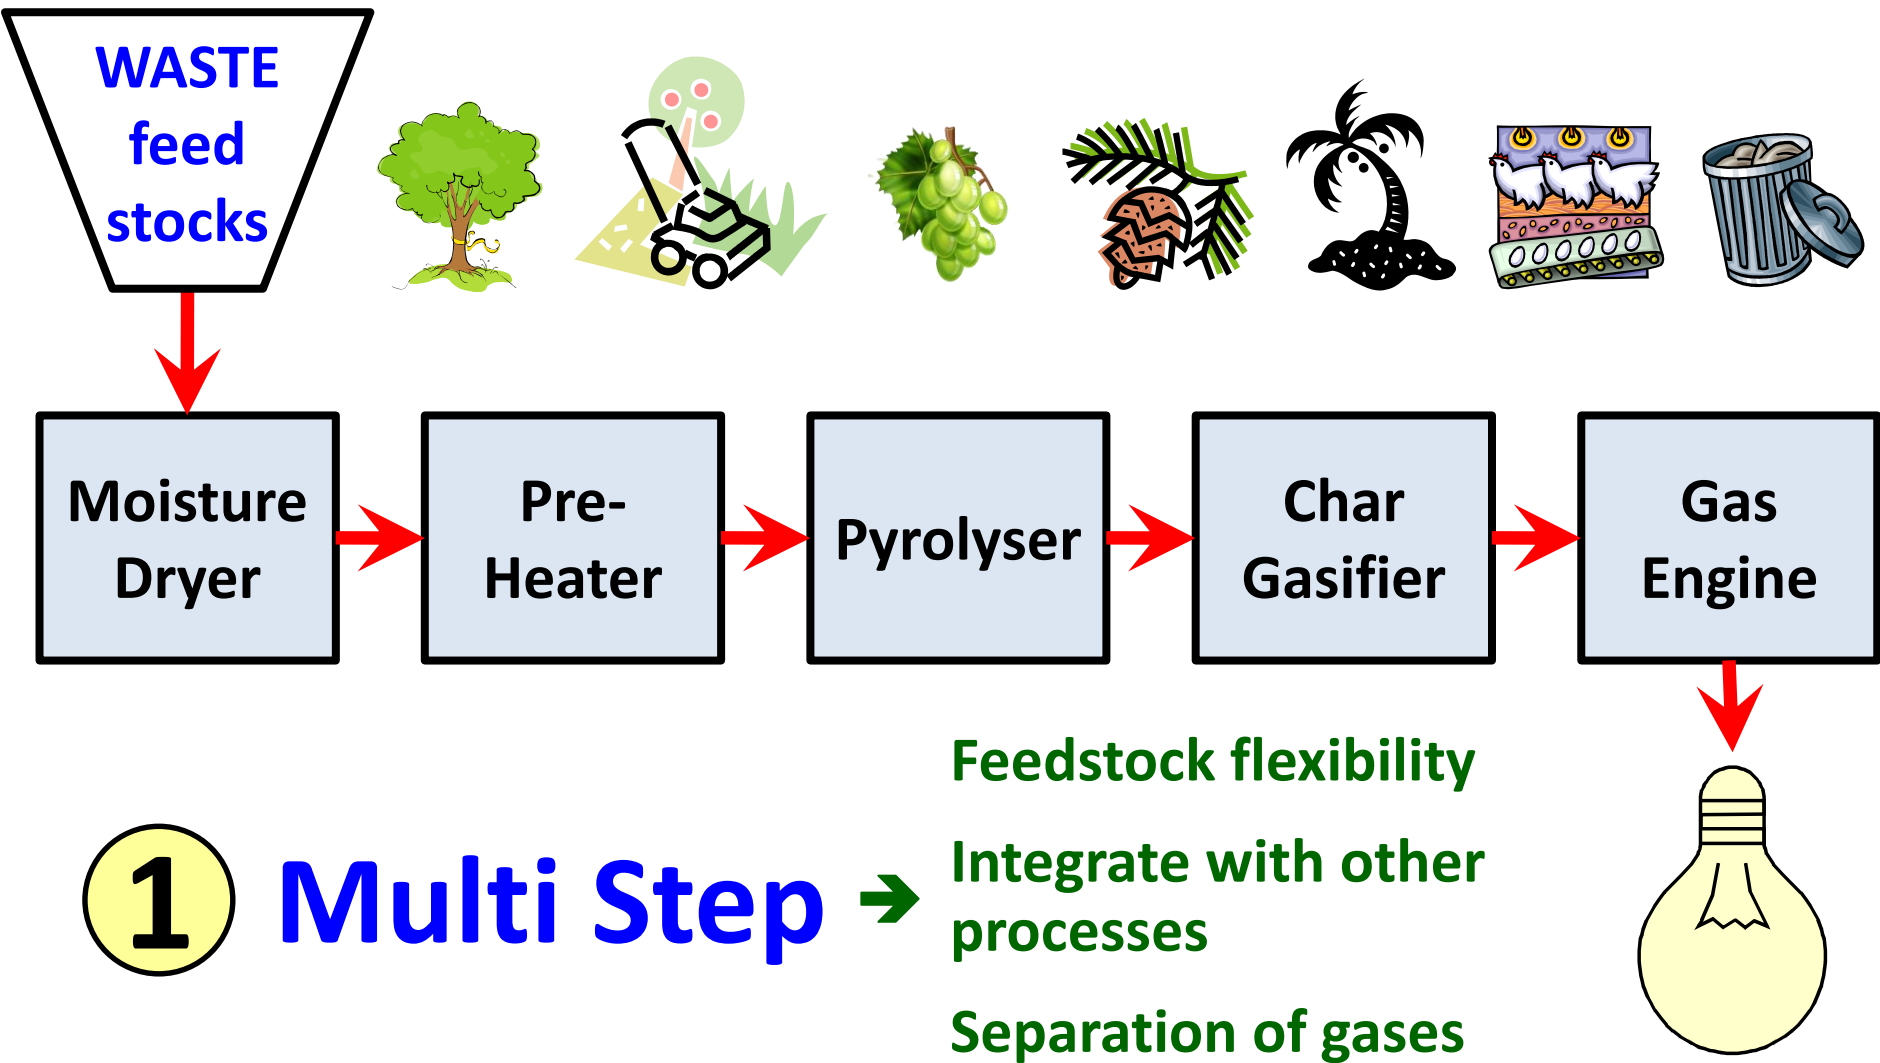 WASTE
feed
stocks
Moisture
Dryer
Pre-
Heater
Pyrolyser
Char
Gasifier
Gas
Engine
1 Multi Step ➔
Feedstock flexibility
Integrate with other
processes
Separation of gases